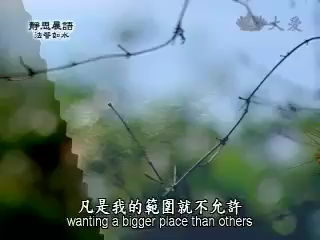 靜思晨語
法譬如水
大愛
凡是我的範圍就不允許
wanting a bigger place than others